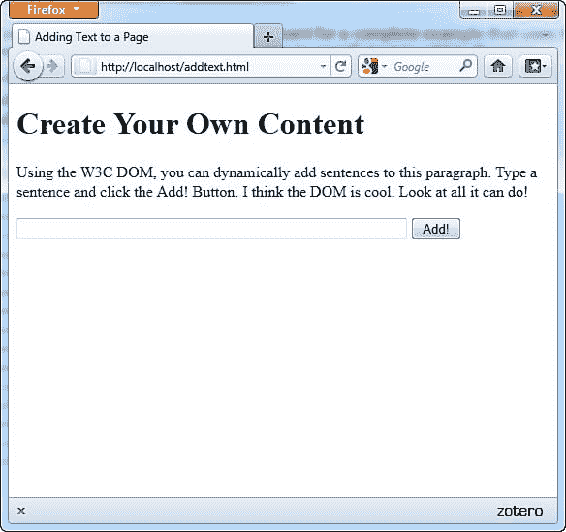 Firefox
Adding Text to a Page
http://localhost/addtext.html
Google
Create Your Own Content
Using the W3C DOM, you can dynamically add sentences to this paragraph. Type a
sentence and click the Add! Button. I think the DOM is cool. Look at all it can do!
Add!
x
zotero